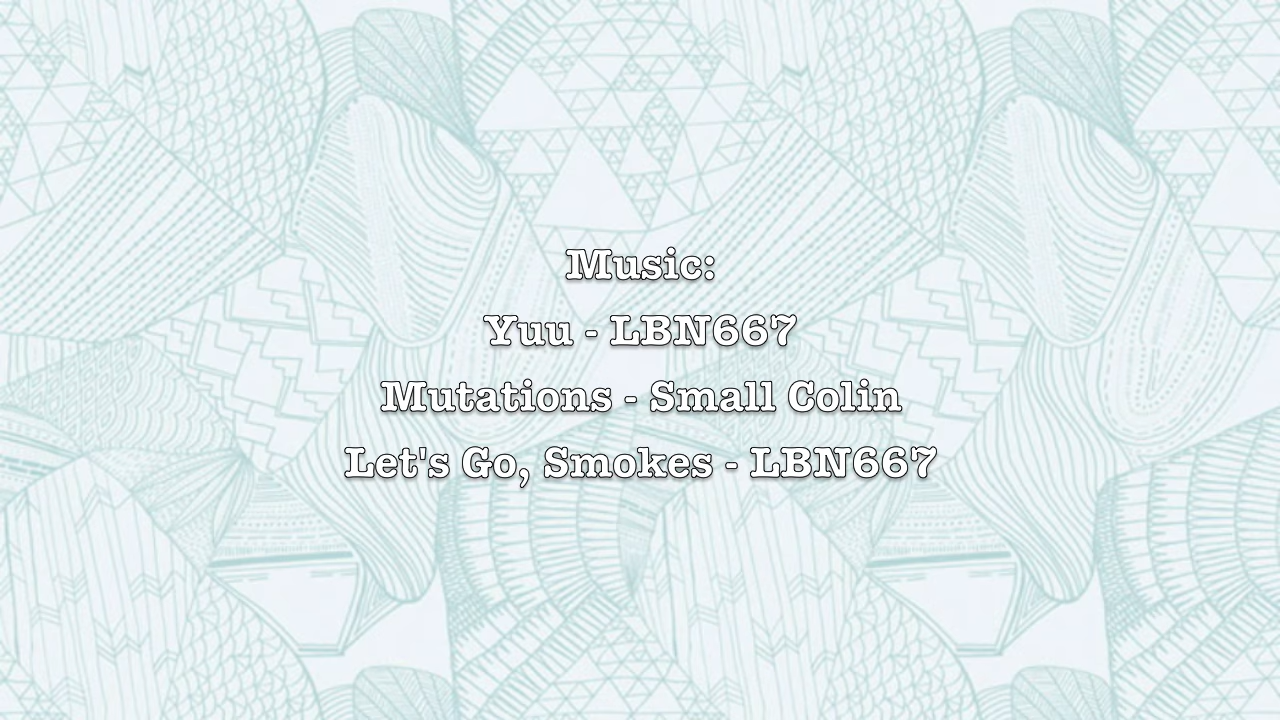 Music:
Yuu - LBN667
Mutations - Small Colin
Let's Go, Smokes - LBN667